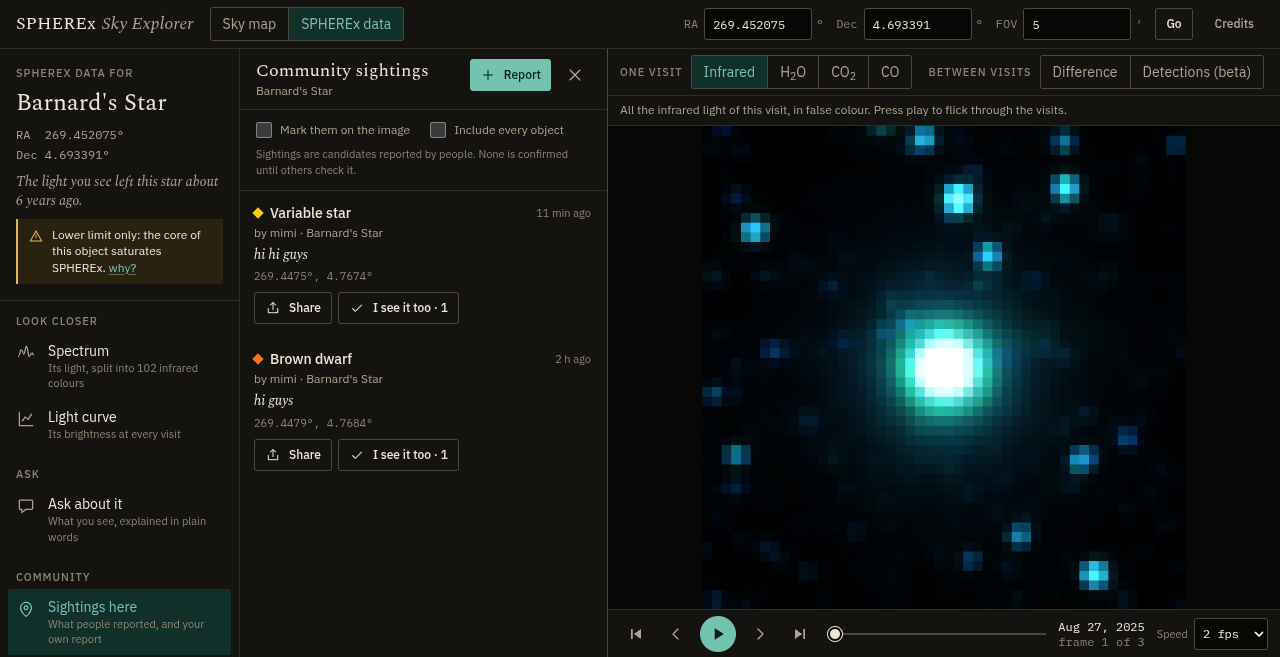 SPHEREx Sky Explorer
Sky map
SPHEREx data
RA 269.452075 °
Dec 4.693391 °
FOV 5 ′
Go
Credits
SPHEREX DATA FOR
Barnard's Star
RA 269.452075°
Dec 4.693391°
The light you see left this star about
6 years ago.
Lower limit only: the core of
this object saturates
SPHEREx. why?
LOOK CLOSER
Spectrum
Its light, split into 102 infrared
colours
Light curve
Its brightness at every visit
ASK
Ask about it
What you see, explained in plain
words
COMMUNITY
Sightings here
What people reported, and your
own report
Community sightings
Barnard's Star
Report
Mark them on the image
Include every object
Sightings are candidates reported by people. None is confirmed
until others check it.
Variable star
11 min ago
by mimi · Barnard's Star
hi hi guys
269.4475°, 4.7674°
Share
I see it too · 1
Brown dwarf
2 h ago
by mimi · Barnard's Star
hi guys
269.4479°, 4.7684°
Share
I see it too · 1
ONE VISIT
Infrared
H₂O
CO₂
CO
BETWEEN VISITS
Difference
Detections (beta)
All the infrared light of this visit, in false colour. Press play to flick through the visits.
Aug 27, 2025
frame 1 of 3
Speed
2 fps